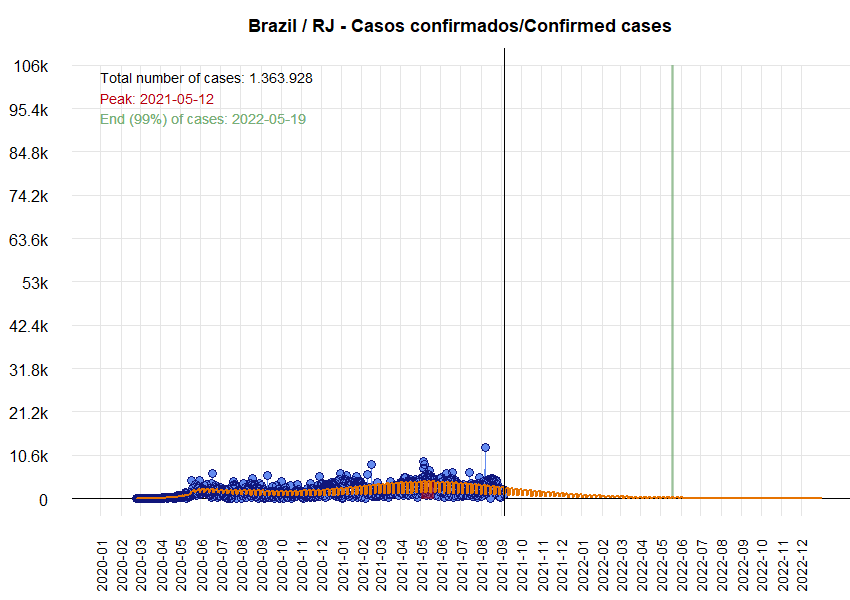 Brazil / RJ - Casos confirmados/Confirmed cases
106k
Total number of cases: 1.363.928
Peak: 2021-05-12
95.4k
End (99%) of cases: 2022-05-19
84.8k
74.2k
63.6k
53k
42.4k
31.8k
21.2k
10.6k
0
2020-01
2020-02
2020-03
2020-04
2020-05
2020-06
2020-07
2020-08
2020-09
2020-10
2020-11
2020-12
2021-01
2021-02
2021-03
2021-04
2021-05
2021-06
2021-07
2021-08
2021-09
2021-10
2021-11
2021-12
2022-01
2022-02
2022-03
2022-04
2022-05
2022-06
2022-07
2022-08
2022-09
2022-10
2022-11
2022-12